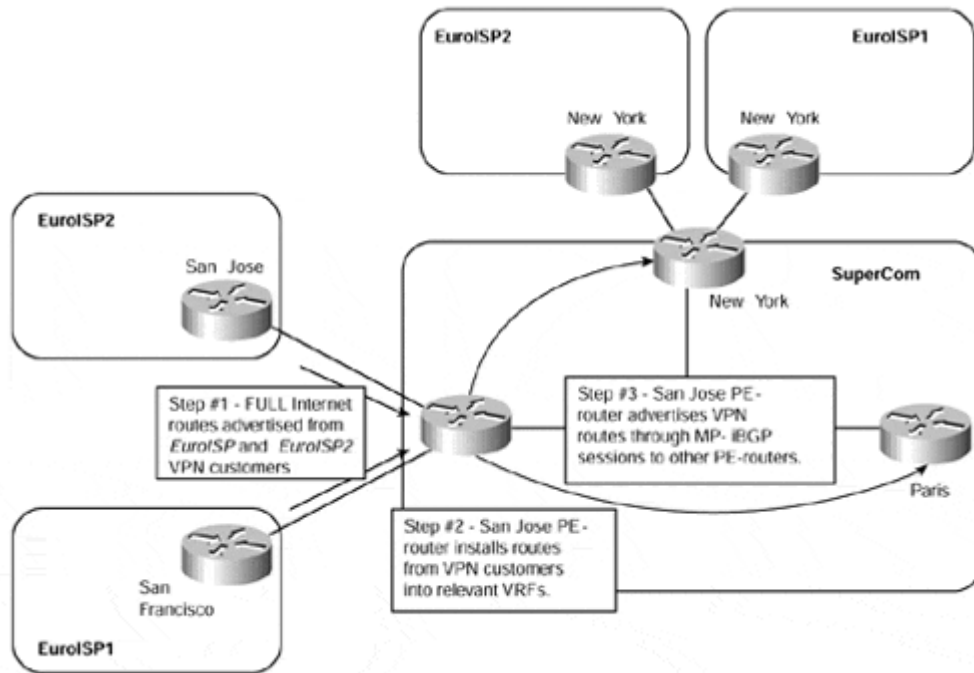 EuroISP2
EuroISP1
New York
New York
EuroISP2
San Jose
SuperCom
New York
Step #1 - FULL Internet
routes advertised from
EuroISP and EuroISP2
VPN customers
Step #3 - San Jose PE-
router advertises VPN
routes through MP- iBGP
sessions to other PE-routers.
Paris
Step #2 - San Jose PE-
router installs routes
from VPN customers
into relevant VRFs.
San
Francisco
EuroISP1